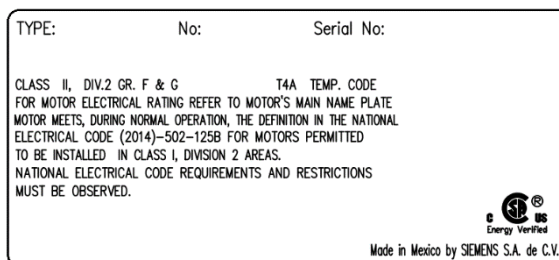 TYPE: No: Serial No:
CLASS II, DIV.2 GR. F & G T4A TEMP. CODE
FOR MOTOR ELECTRICAL RATING REFER TO MOTOR'S MAIN NAME PLATE
MOTOR MEETS, DURING NORMAL OPERATION, THE DEFINITION IN THE NATIONAL
ELECTRICAL CODE (2014)-502-125B FOR MOTORS PERMITTED
TO BE INSTALLED IN CLASS I, DIVISION 2 AREAS.
NATIONAL ELECTRICAL CODE REQUIREMENTS AND RESTRICTIONS
MUST BE OBSERVED.
C SA ® US
Energy Verified
Made in Mexico by SIEMENS S.A. de C.V.